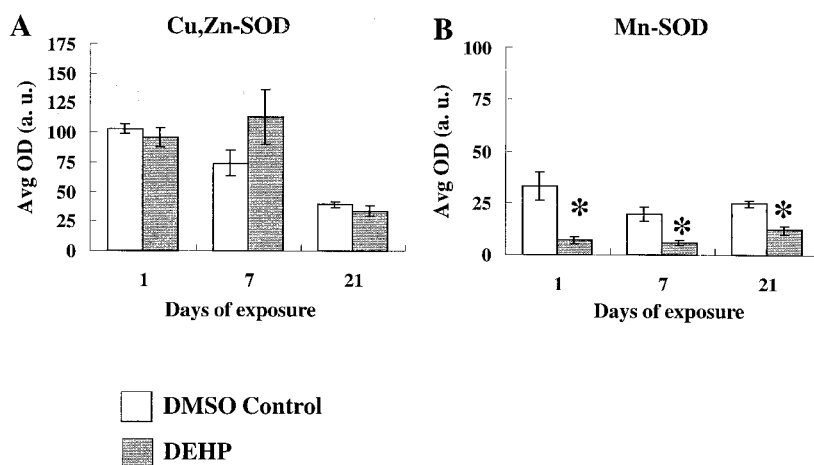 A
Cu,Zn-SOD
175
150
125
100
75
50
25
0
Avg OD (a. u.)
1 7 21
Days of exposure
B
Mn-SOD
100
75
50
25
0
Avg OD (a. u.)
* * *
1 7 21
Days of exposure
DMSO Control
DEHP